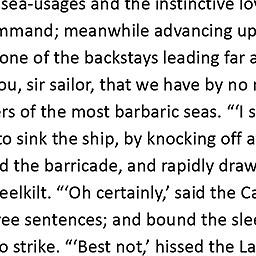 sea-usages and the instinctive lo
mmand; meanwhile advancing up
one of the backstays leading far a
ou, sir sailor, that we have by no
rs of the most barbaric seas. “‘I s
to sink the ship, by knocking off a
d the barricade, and rapidly draw
eelkilt. “‘Oh certainly,’ said the Ca
ree sentences; and bound the slee
o strike. “‘Best not,’ hissed the La